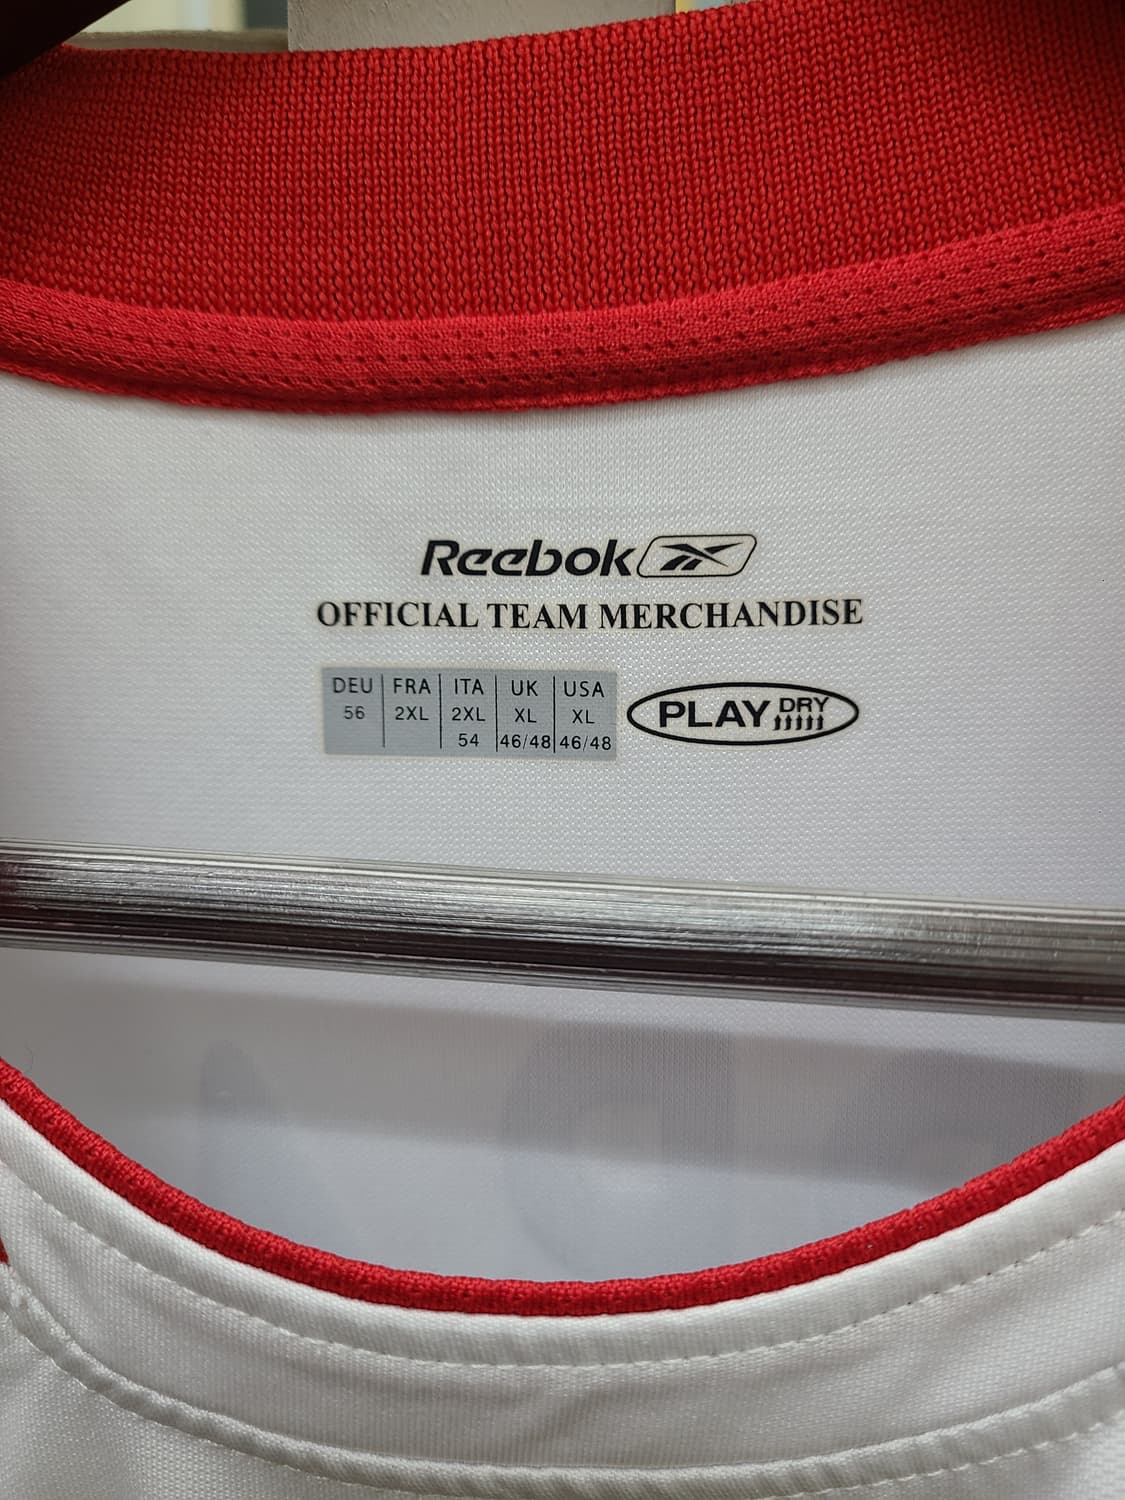 Reebok
OFFICIAL TEAM MERCHANDISE
DEU FRA ITA UK USA
56 2XL 2XL XL XL
54 46/48 46/48
PLAY DRY